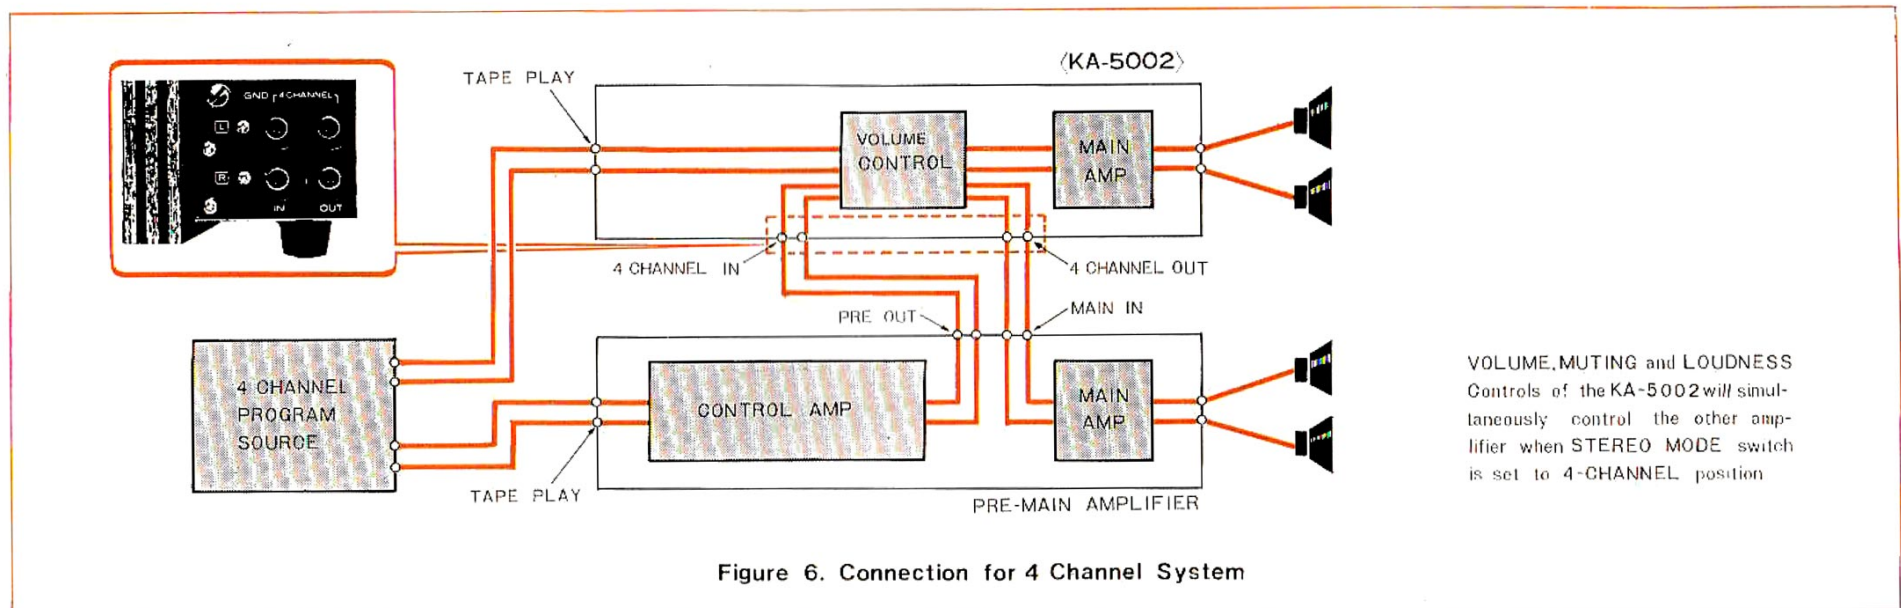 〈KA-5002〉
TAPE PLAY
GND 4 CHANNEL
L
R
IN OUT
VOLUME
CONTROL
MAIN
AMP
4 CHANNEL IN
4 CHANNEL OUT
PRE OUT
MAIN IN
4 CHANNEL
PROGRAM
SOURCE
CONTROL AMP
MAIN
AMP
TAPE PLAY
PRE-MAIN AMPLIFIER
VOLUME, MUTING and LOUDNESS
Controls of the KA-5002 will simul-
taneously control the other amp-
lifier when STEREO MODE switch
is set to 4-CHANNEL position
Figure 6. Connection for 4 Channel System